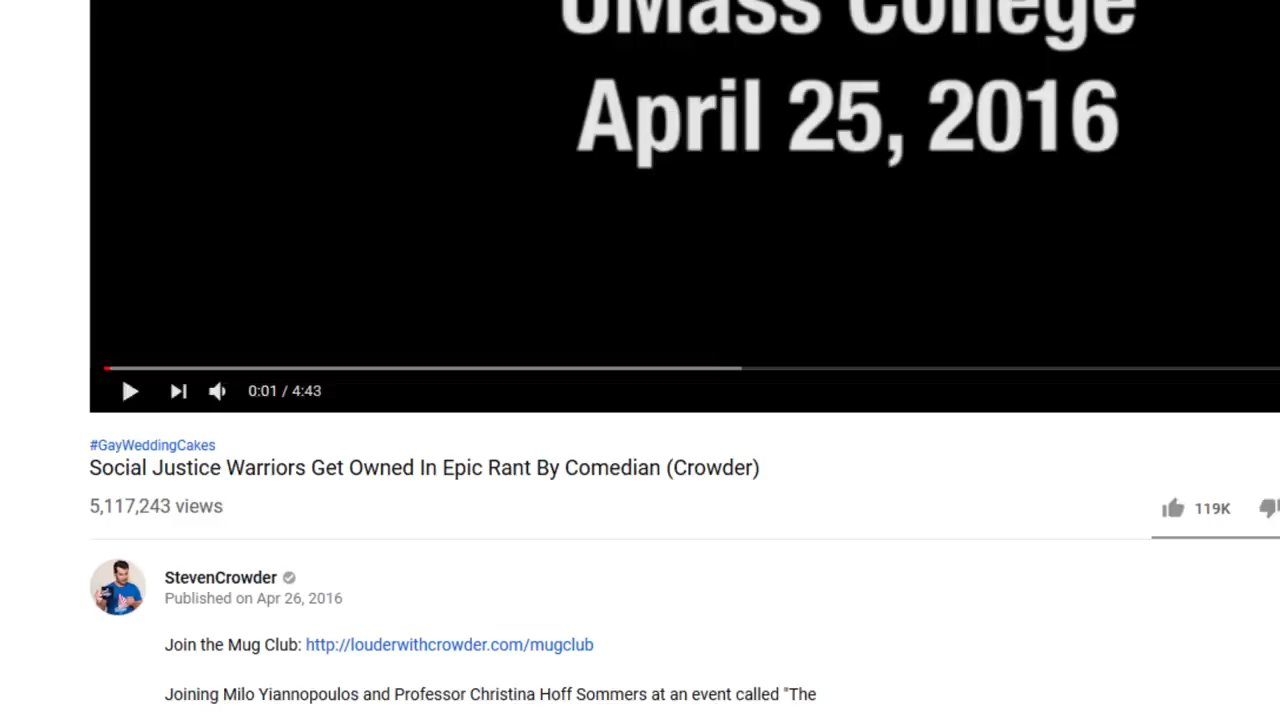 UMass College
April 25, 2016
0:01 / 4:43
#GayWeddingCakes
Social Justice Warriors Get Owned In Epic Rant By Comedian (Crowder)
5,117,243 views
119K
StevenCrowder
Published on Apr 26, 2016
Join the Mug Club: http://louderwithcrowder.com/mugclub
Joining Milo Yiannopoulos and Professor Christina Hoff Sommers at an event called "The